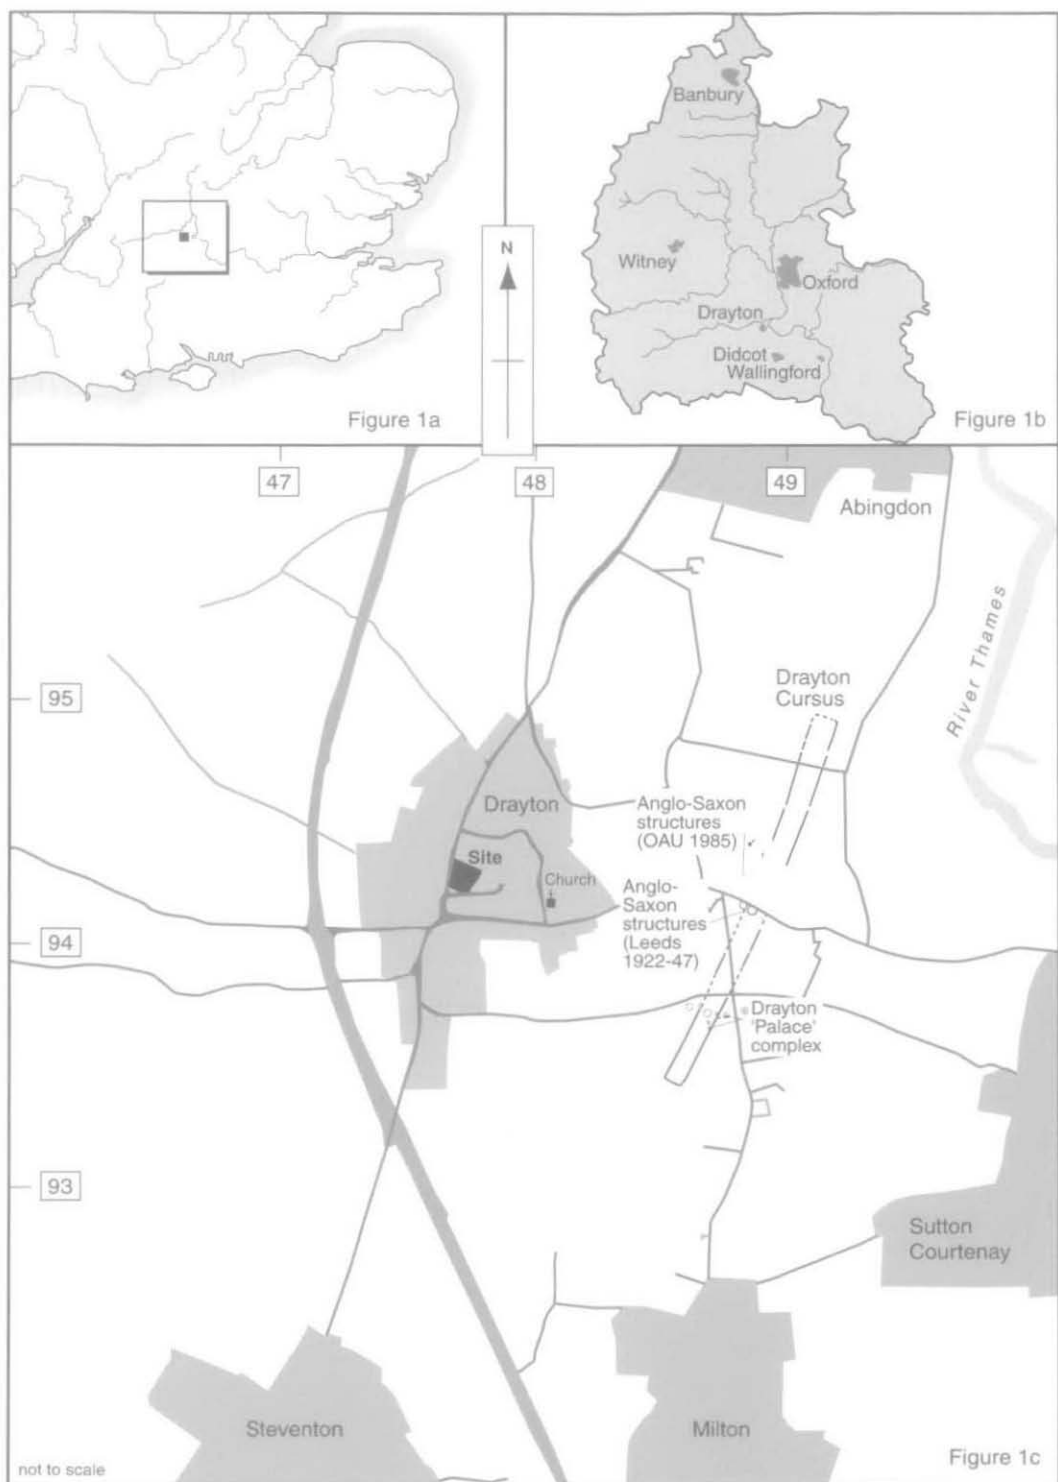 Figure 1a
N
Banbury
Witney
Oxford
Drayton
Didcot
Wallingford
Figure 1b
47
48
49
Abingdon
River Thames
95
Drayton
Cursus
Drayton
Anglo-Saxon
structures
(OAU 1985)
Site
Church
Anglo-
Saxon
structures
(Leeds
1922-47)
94
Drayton
'Palace'
complex
93
Sutton
Courtenay
Steventon
Milton
not to scale
Figure 1c